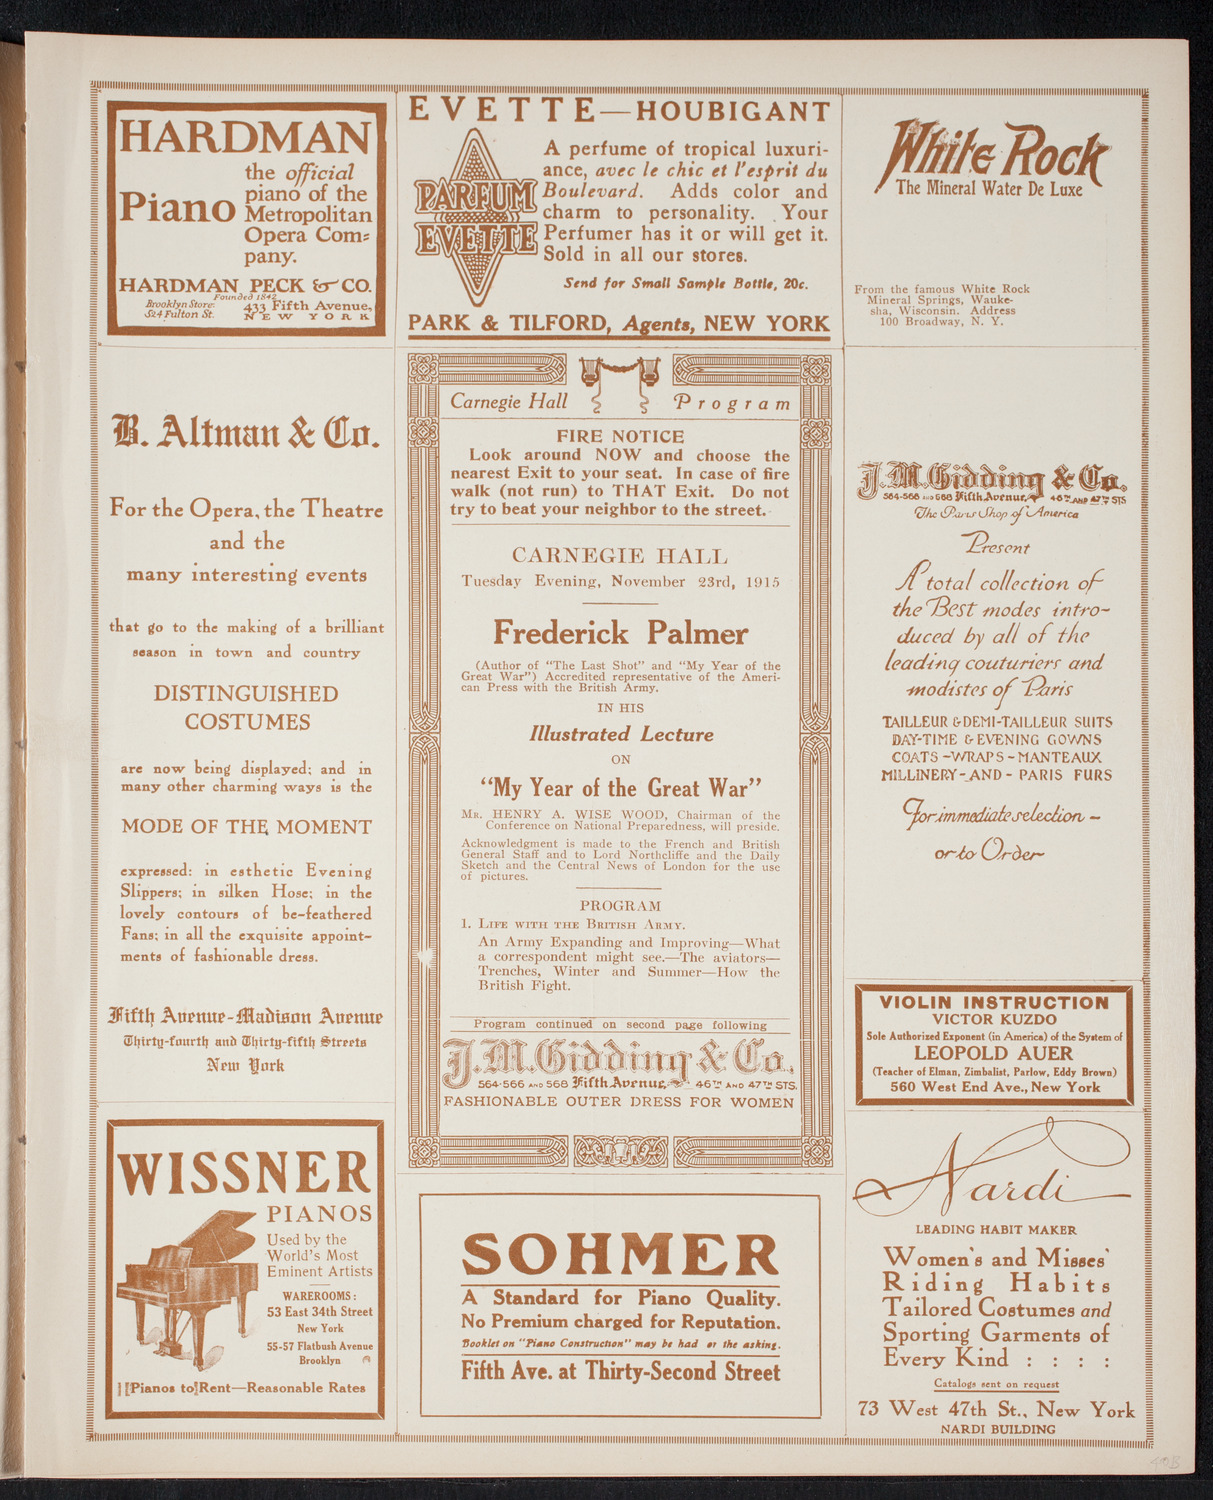 HARDMAN
Piano
the official
piano of the
Metropolitan
Opera Com-
pany.
HARDMAN, PECK & CO.
Founded 1842
Brooklyn Store:
524 Fulton St.
433 Fifth Avenue,
NEW YORK
EVETTE—HOUBIGANT
PARFUM
EVETTE
A perfume of tropical luxuri-
ance, avec le chic et l'esprit du
Boulevard. Adds color and
charm to personality. Your
Perfumer has it or will get it.
Sold in all our stores.
Send for Small Sample Bottle, 20c.
PARK & TILFORD, Agents, NEW YORK
White Rock
The Mineral Water De Luxe
From the famous White Rock
Mineral Springs, Wauke-
sha, Wisconsin. Address
100 Broadway, N. Y.
B. Altman & Co.
For the Opera, the Theatre
and the
many interesting events
that go to the making of a brilliant
season in town and country
DISTINGUISHED
COSTUMES
are now being displayed; and in
many other charming ways is the
MODE OF THE MOMENT
expressed: in esthetic Evening
Slippers; in silken Hose; in the
lovely contours of be-feathered
Fans; in all the exquisite appoint-
ments of fashionable dress.
Fifth Avenue-Madison Avenue
Thirty-fourth and Thirty-fifth Streets
New York
WISSNER
PIANOS
Used by the
World's Most
Eminent Artists
WAREROOMS:
53 East 34th Street
New York
55-57 Flatbush Avenue
Brooklyn
Pianos to Rent—Reasonable Rates
Carnegie Hall Program
FIRE NOTICE
Look around NOW and choose the
nearest Exit to your seat. In case of fire
walk (not run) to THAT Exit. Do not
try to beat your neighbor to the street.
CARNEGIE HALL
Tuesday Evening, November 23rd, 1915
Frederick Palmer
(Author of "The Last Shot" and "My Year of the
Great War") Accredited representative of the Ameri-
can Press with the British Army.
IN HIS
Illustrated Lecture
ON
"My Year of the Great War"
MR. HENRY A. WISE WOOD, Chairman of the
Conference on National Preparedness, will preside.
Acknowledgment is made to the French and British
General Staff and to Lord Northcliffe and the Daily
Sketch and the Central News of London for the use
of pictures.
PROGRAM
1. LIFE WITH THE BRITISH ARMY.
An Army Expanding and Improving—What
a correspondent might see.—The aviators—
Trenches, Winter and Summer—How the
British Fight.
Program continued on second page following
J.M. Gidding & Co.
564-566 AND 568 Fifth Avenue 46TH AND 47TH STS.
FASHIONABLE OUTER DRESS FOR WOMEN
SOHMER
A Standard for Piano Quality.
No Premium charged for Reputation.
Booklet on "Piano Construction" may be had or the asking.
Fifth Ave. at Thirty-Second Street
J.M. Gidding & Co.
564-566 AND 568 Fifth Avenue 46TH AND 47TH STS
The Paris Shop of America
Present
A total collection of
the Best modes intro-
duced by all of the
leading couturiers and
modistes of Paris
TAILLEUR & DEMI-TAILLEUR SUITS
DAY-TIME & EVENING GOWNS
COATS-WRAPS-MANTEAUX
MILLINERY-AND-PARIS FURS
For immediate selection—
or to Order
VIOLIN INSTRUCTION
VICTOR KUZDO
Sole Authorized Exponent (in America) of the System of
LEOPOLD AUER
(Teacher of Elman, Zimbalist, Parlow, Eddy Brown)
560 West End Ave., New York
Nardi
LEADING HABIT MAKER
Women's and Misses'
Riding Habits
Tailored Costumes and
Sporting Garments of
Every Kind : : : :
Catalogs sent on request
73 West 47th St., New York
NARDI BUILDING